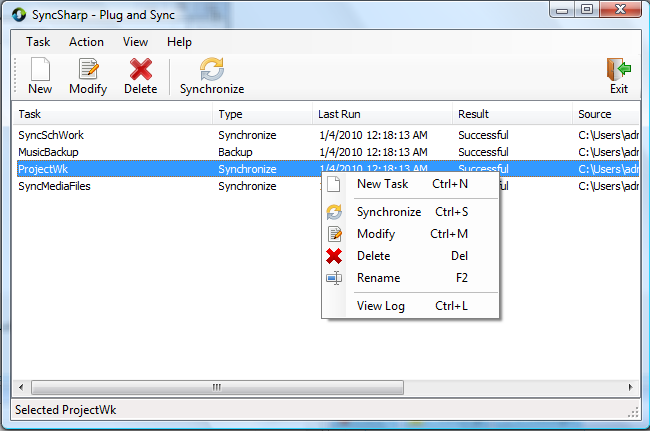 SyncSharp - Plug and Sync
Task Action View Help
New Modify Delete Synchronize Exit
Task Type Last Run Result Source
SyncSchWork Synchronize 1/4/2010 12:18:13 AM Successful C:\Users\adr
MusicBackup Backup 1/4/2010 12:18:13 AM Successful C:\Users\adr
ProjectWk Synchronize 1/4/2010 12:18:13 AM Successful C:\Users\adr
SyncMediaFiles Synchronize C:\Users\adr
New Task Ctrl+N
Synchronize Ctrl+S
Modify Ctrl+M
Delete Del
Rename F2
View Log Ctrl+L
Selected ProjectWk